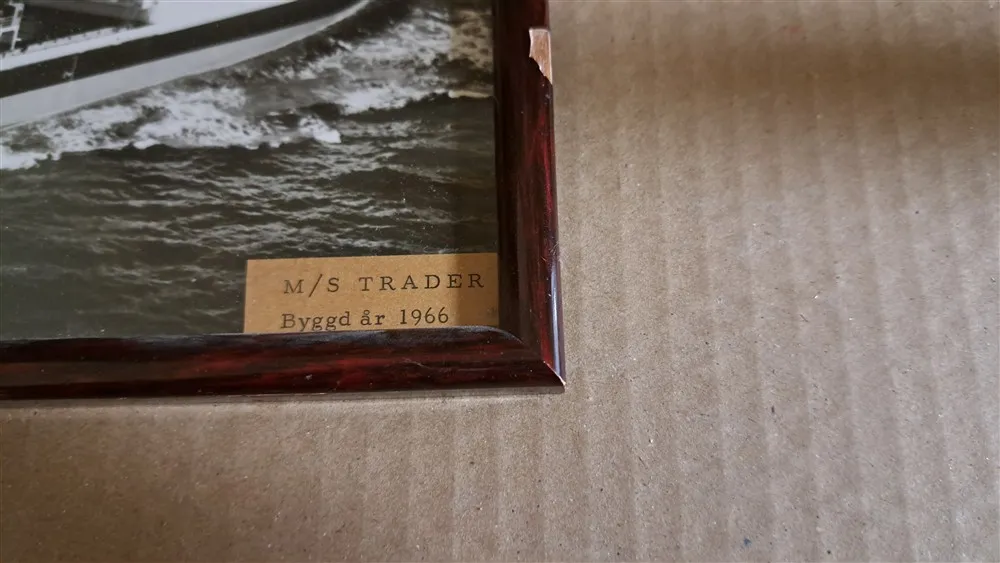 M/S TRADER
Byggd år 1966